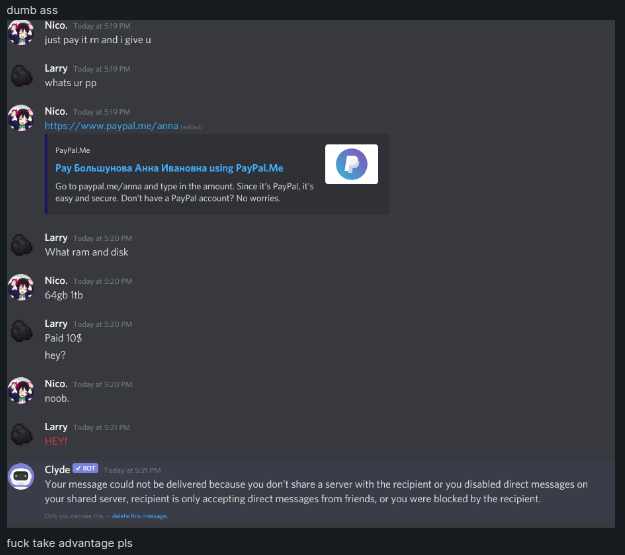 dumb ass
Nico. Today at 5:19 PM
just pay it rn and i give u
Larry Today at 5:19 PM
whats ur pp
Nico. Today at 5:19 PM
https://www.paypal.me/anna (edited)
PayPal.Me
Pay Большунова Анна Ивановна using PayPal.Me
Go to paypal.me/anna and type in the amount. Since it's PayPal, it's
easy and secure. Don't have a PayPal account? No worries.
Larry Today at 5:20 PM
What ram and disk
Nico. Today at 5:20 PM
64gb 1tb
Larry Today at 5:20 PM
Paid 10$
hey?
Nico. Today at 5:20 PM
noob.
Larry Today at 5:21 PM
HEY!
Clyde ✓ BOT Today at 5:21 PM
Your message could not be delivered because you don't share a server with the recipient or you disabled direct messages on
your shared server, recipient is only accepting direct messages from friends, or you were blocked by the recipient.
Only you can see this — delete this message.
fuck take advantage pls